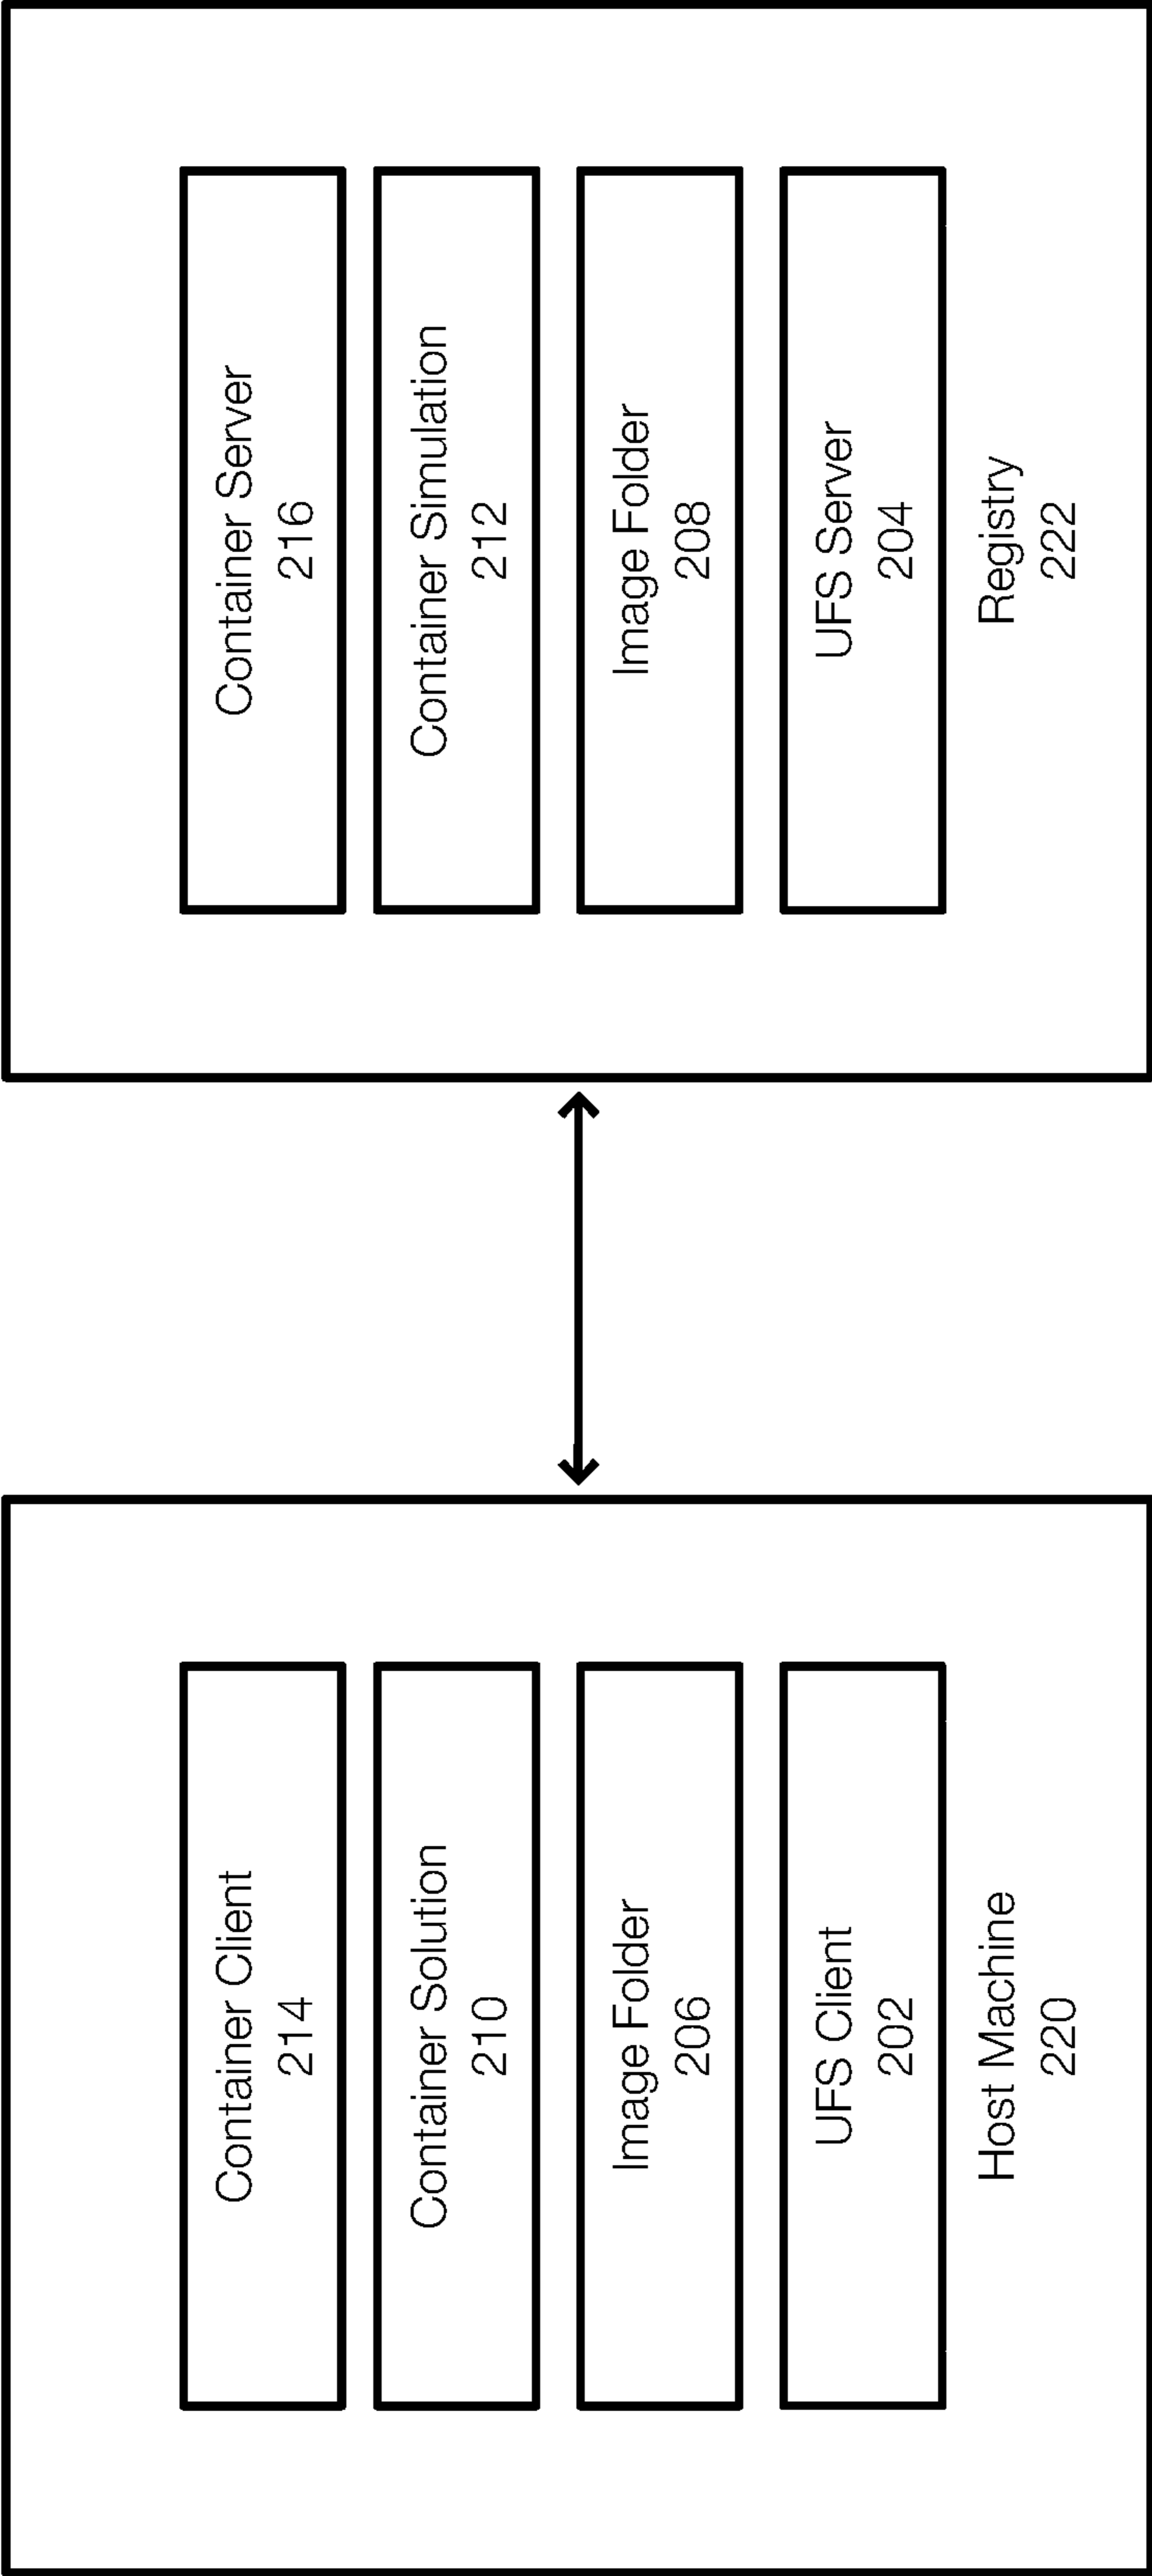 Container Client
214
Container Solution
210
Image Folder
206
UFS Client
202
Host Machine
220
Container Server
216
Container Simulation
212
Image Folder
208
UFS Server
204
Registry
222